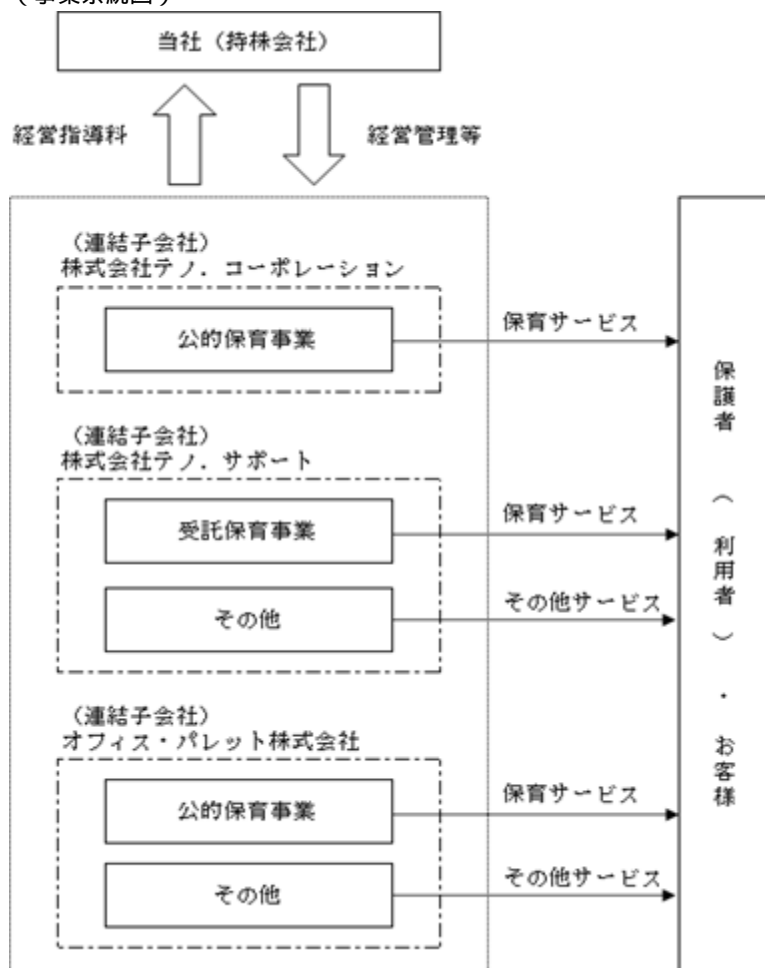 （事業系統図）
当社（持株会社）
経営指導料
経営管理等
（連結子会社）
株式会社テノ．コーポレーション
公的保育事業
保育サービス
（連結子会社）
株式会社テノ．サポート
受託保育事業
保育サービス
その他
その他サービス
（連結子会社）
オフィス・パレット株式会社
公的保育事業
保育サービス
その他
その他サービス
保護者（利用者）・お客様